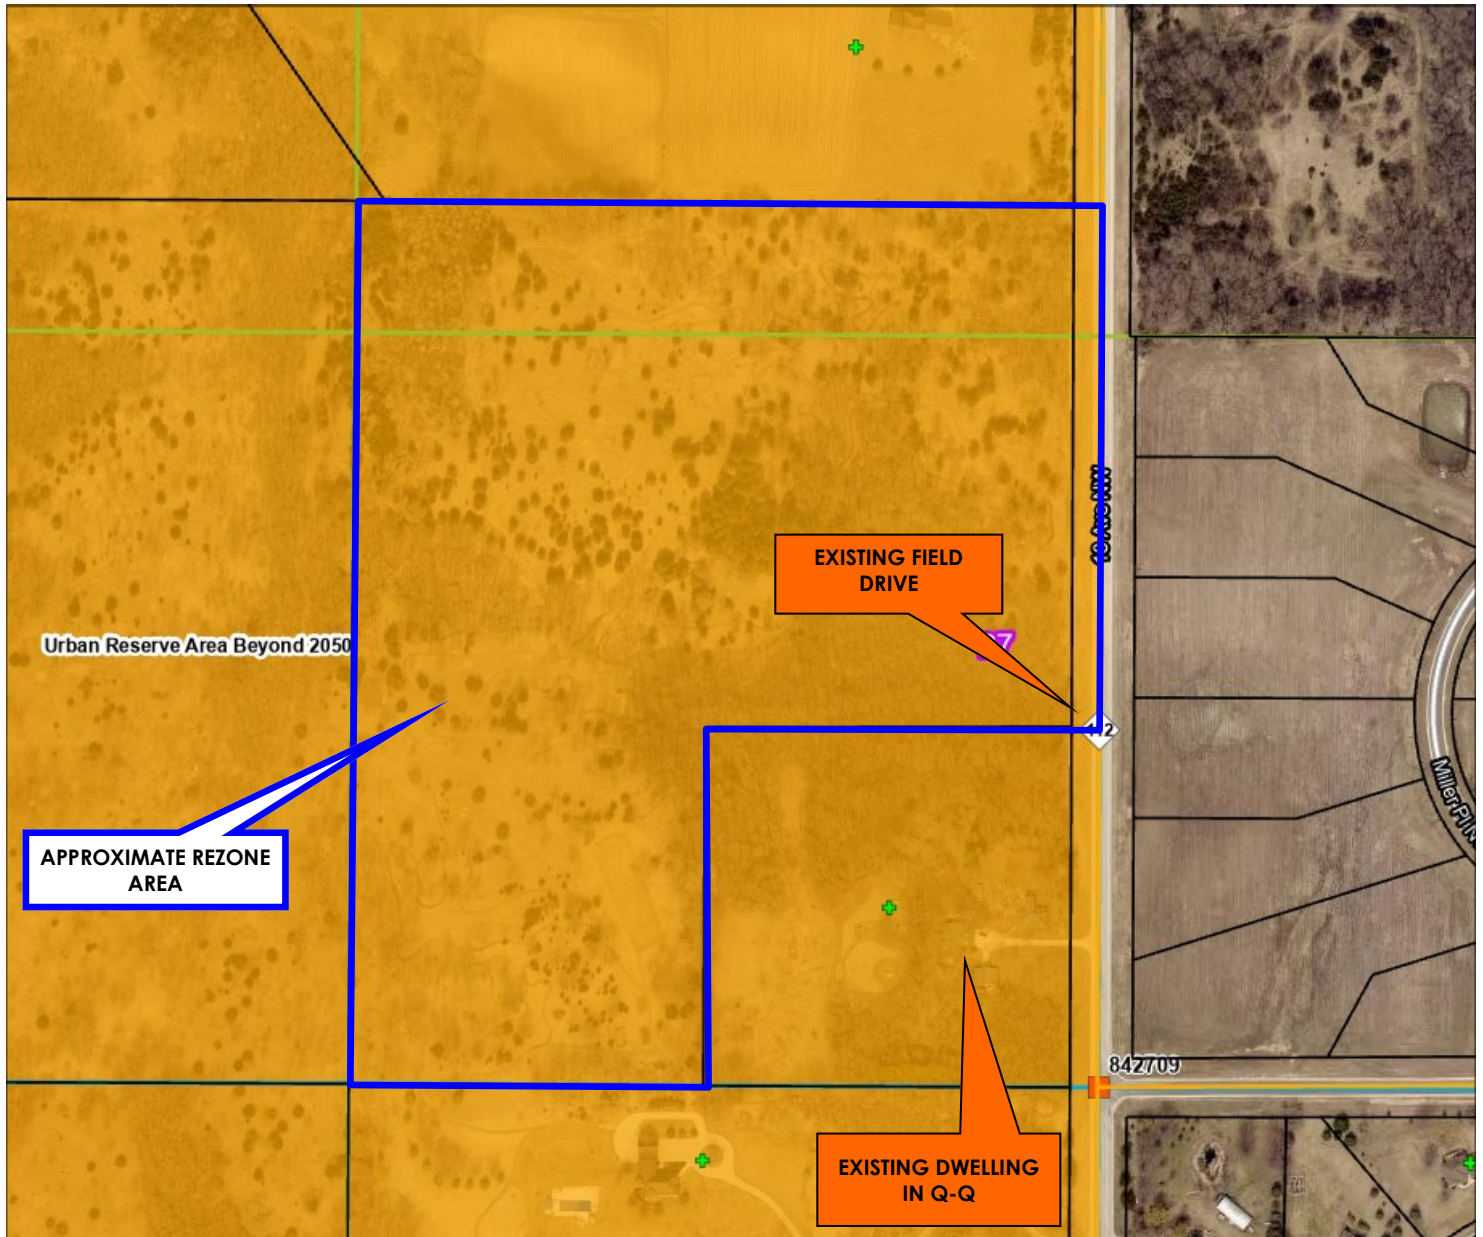 EXISTING FIELD
DRIVE
Urban Reserve Area Beyond 2050
APPROXIMATE REZONE
AREA
842709
EXISTING DWELLING
IN Q-Q